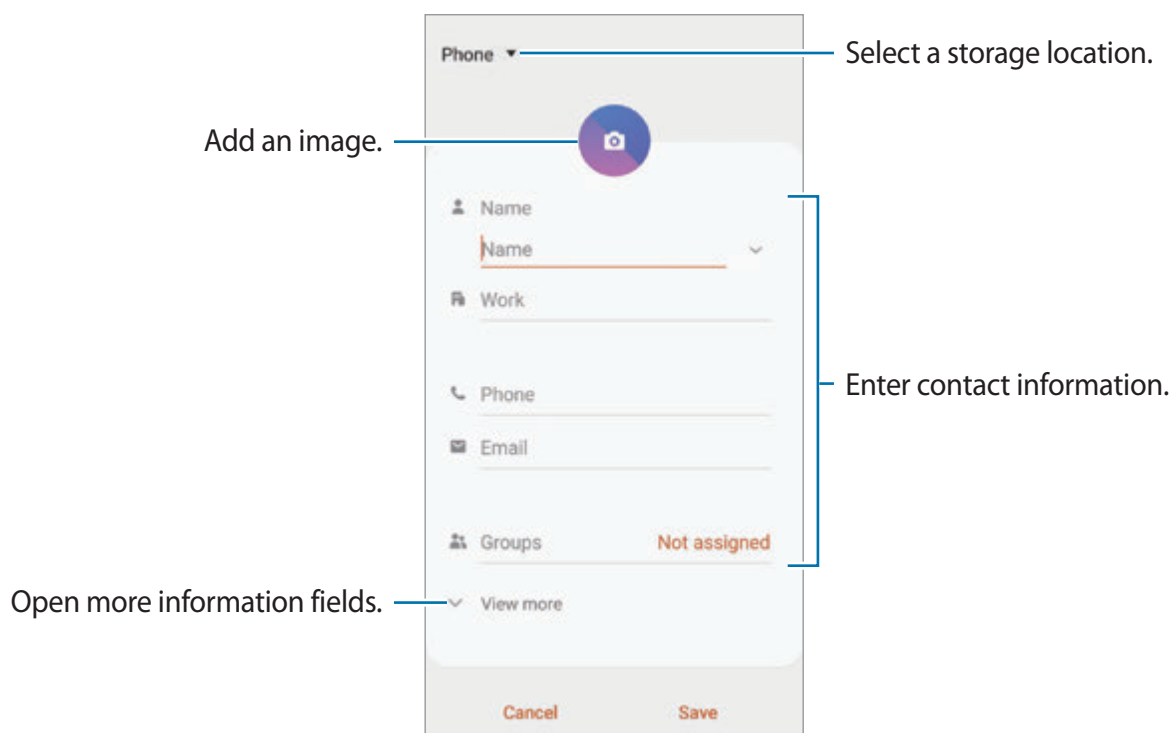 Phone
Select a storage location.
Add an image.
Name
Name
Work
Phone
Enter contact information.
Email
Groups Not assigned
Open more information fields.
View more
Cancel Save